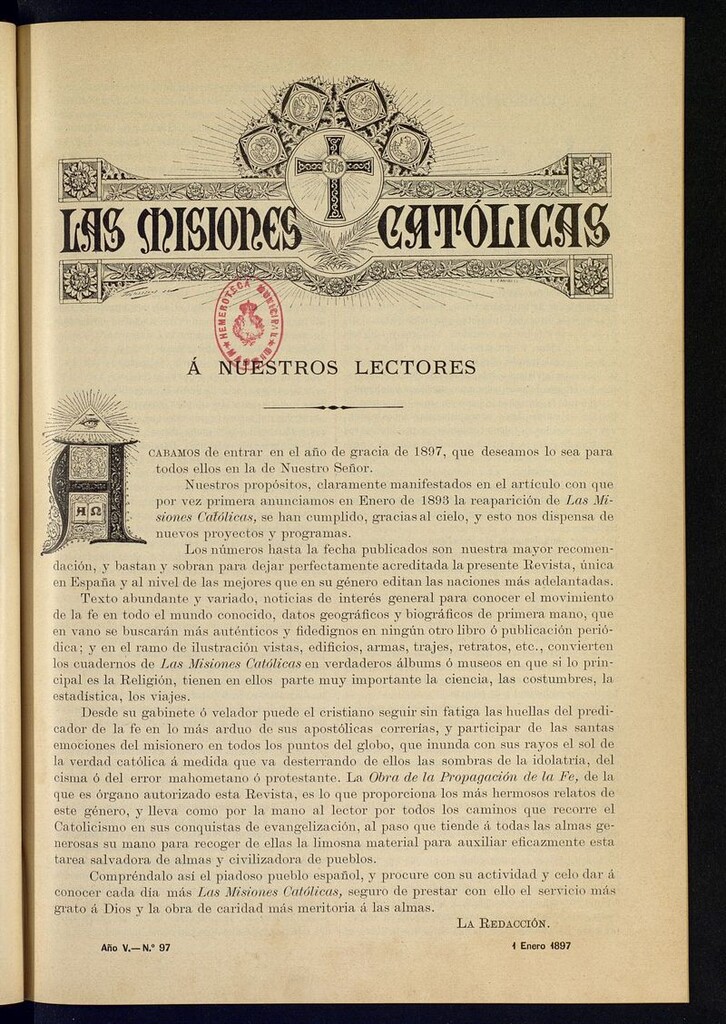 LAS MISIONES CATÓLICAS
IHS
HEMEROTECA MUNICIPAL
MADRID
Á NUESTROS LECTORES
A
Α Ω
CABAMOS de entrar en el año de gracia de 1897, que deseamos lo sea para
todos ellos en la de Nuestro Señor.
Nuestros propósitos, claramente manifestados en el artículo con que
por vez primera anunciamos en Enero de 1893 la reaparición de Las Mi-
siones Católicas, se han cumplido, gracias al cielo, y esto nos dispensa de
nuevos proyectos y programas.
Los números hasta la fecha publicados son nuestra mayor recomen-
dación, y bastan y sobran para dejar perfectamente acreditada la presente Revista, única
en España y al nivel de las mejores que en su género editan las naciones más adelantadas.
Texto abundante y variado, noticias de interés general para conocer el movimiento
de la fe en todo el mundo conocido, datos geográficos y biográficos de primera mano, que
en vano se buscarán más auténticos y fidedignos en ningún otro libro ó publicación perió-
dica; y en el ramo de ilustración vistas, edificios, armas, trajes, retratos, etc., convierten
los cuadernos de Las Misiones Católicas en verdaderos álbums ó museos en que si lo prin-
cipal es la Religión, tienen en ellos parte muy importante la ciencia, las costumbres, la
estadística, los viajes.
Desde su gabinete ó velador puede el cristiano seguir sin fatiga las huellas del predi-
cador de la fe en lo más arduo de sus apostólicas correrías, y participar de las santas
emociones del misionero en todos los puntos del globo, que inunda con sus rayos el sol de
la verdad católica á medida que va desterrando de ellos las sombras de la idolatría, del
cisma ó del error mahometano ó protestante. La Obra de la Propagación de la Fe, de la
que es órgano autorizado esta Revista, es lo que proporciona los más hermosos relatos de
este género, y lleva como por la mano al lector por todos los caminos que recorre el
Catolicismo en sus conquistas de evangelización, al paso que tiende á todas las almas ge-
nerosas su mano para recoger de ellas la limosna material para auxiliar eficazmente esta
tarea salvadora de almas y civilizadora de pueblos.
Compréndalo así el piadoso pueblo español, y procure con su actividad y celo dar á
conocer cada día más Las Misiones Católicas, seguro de prestar con ello el servicio más
grato á Dios y la obra de caridad más meritoria á las almas.
LA REDACCIÓN.
Año V.—N.º 97
1 Enero 1897